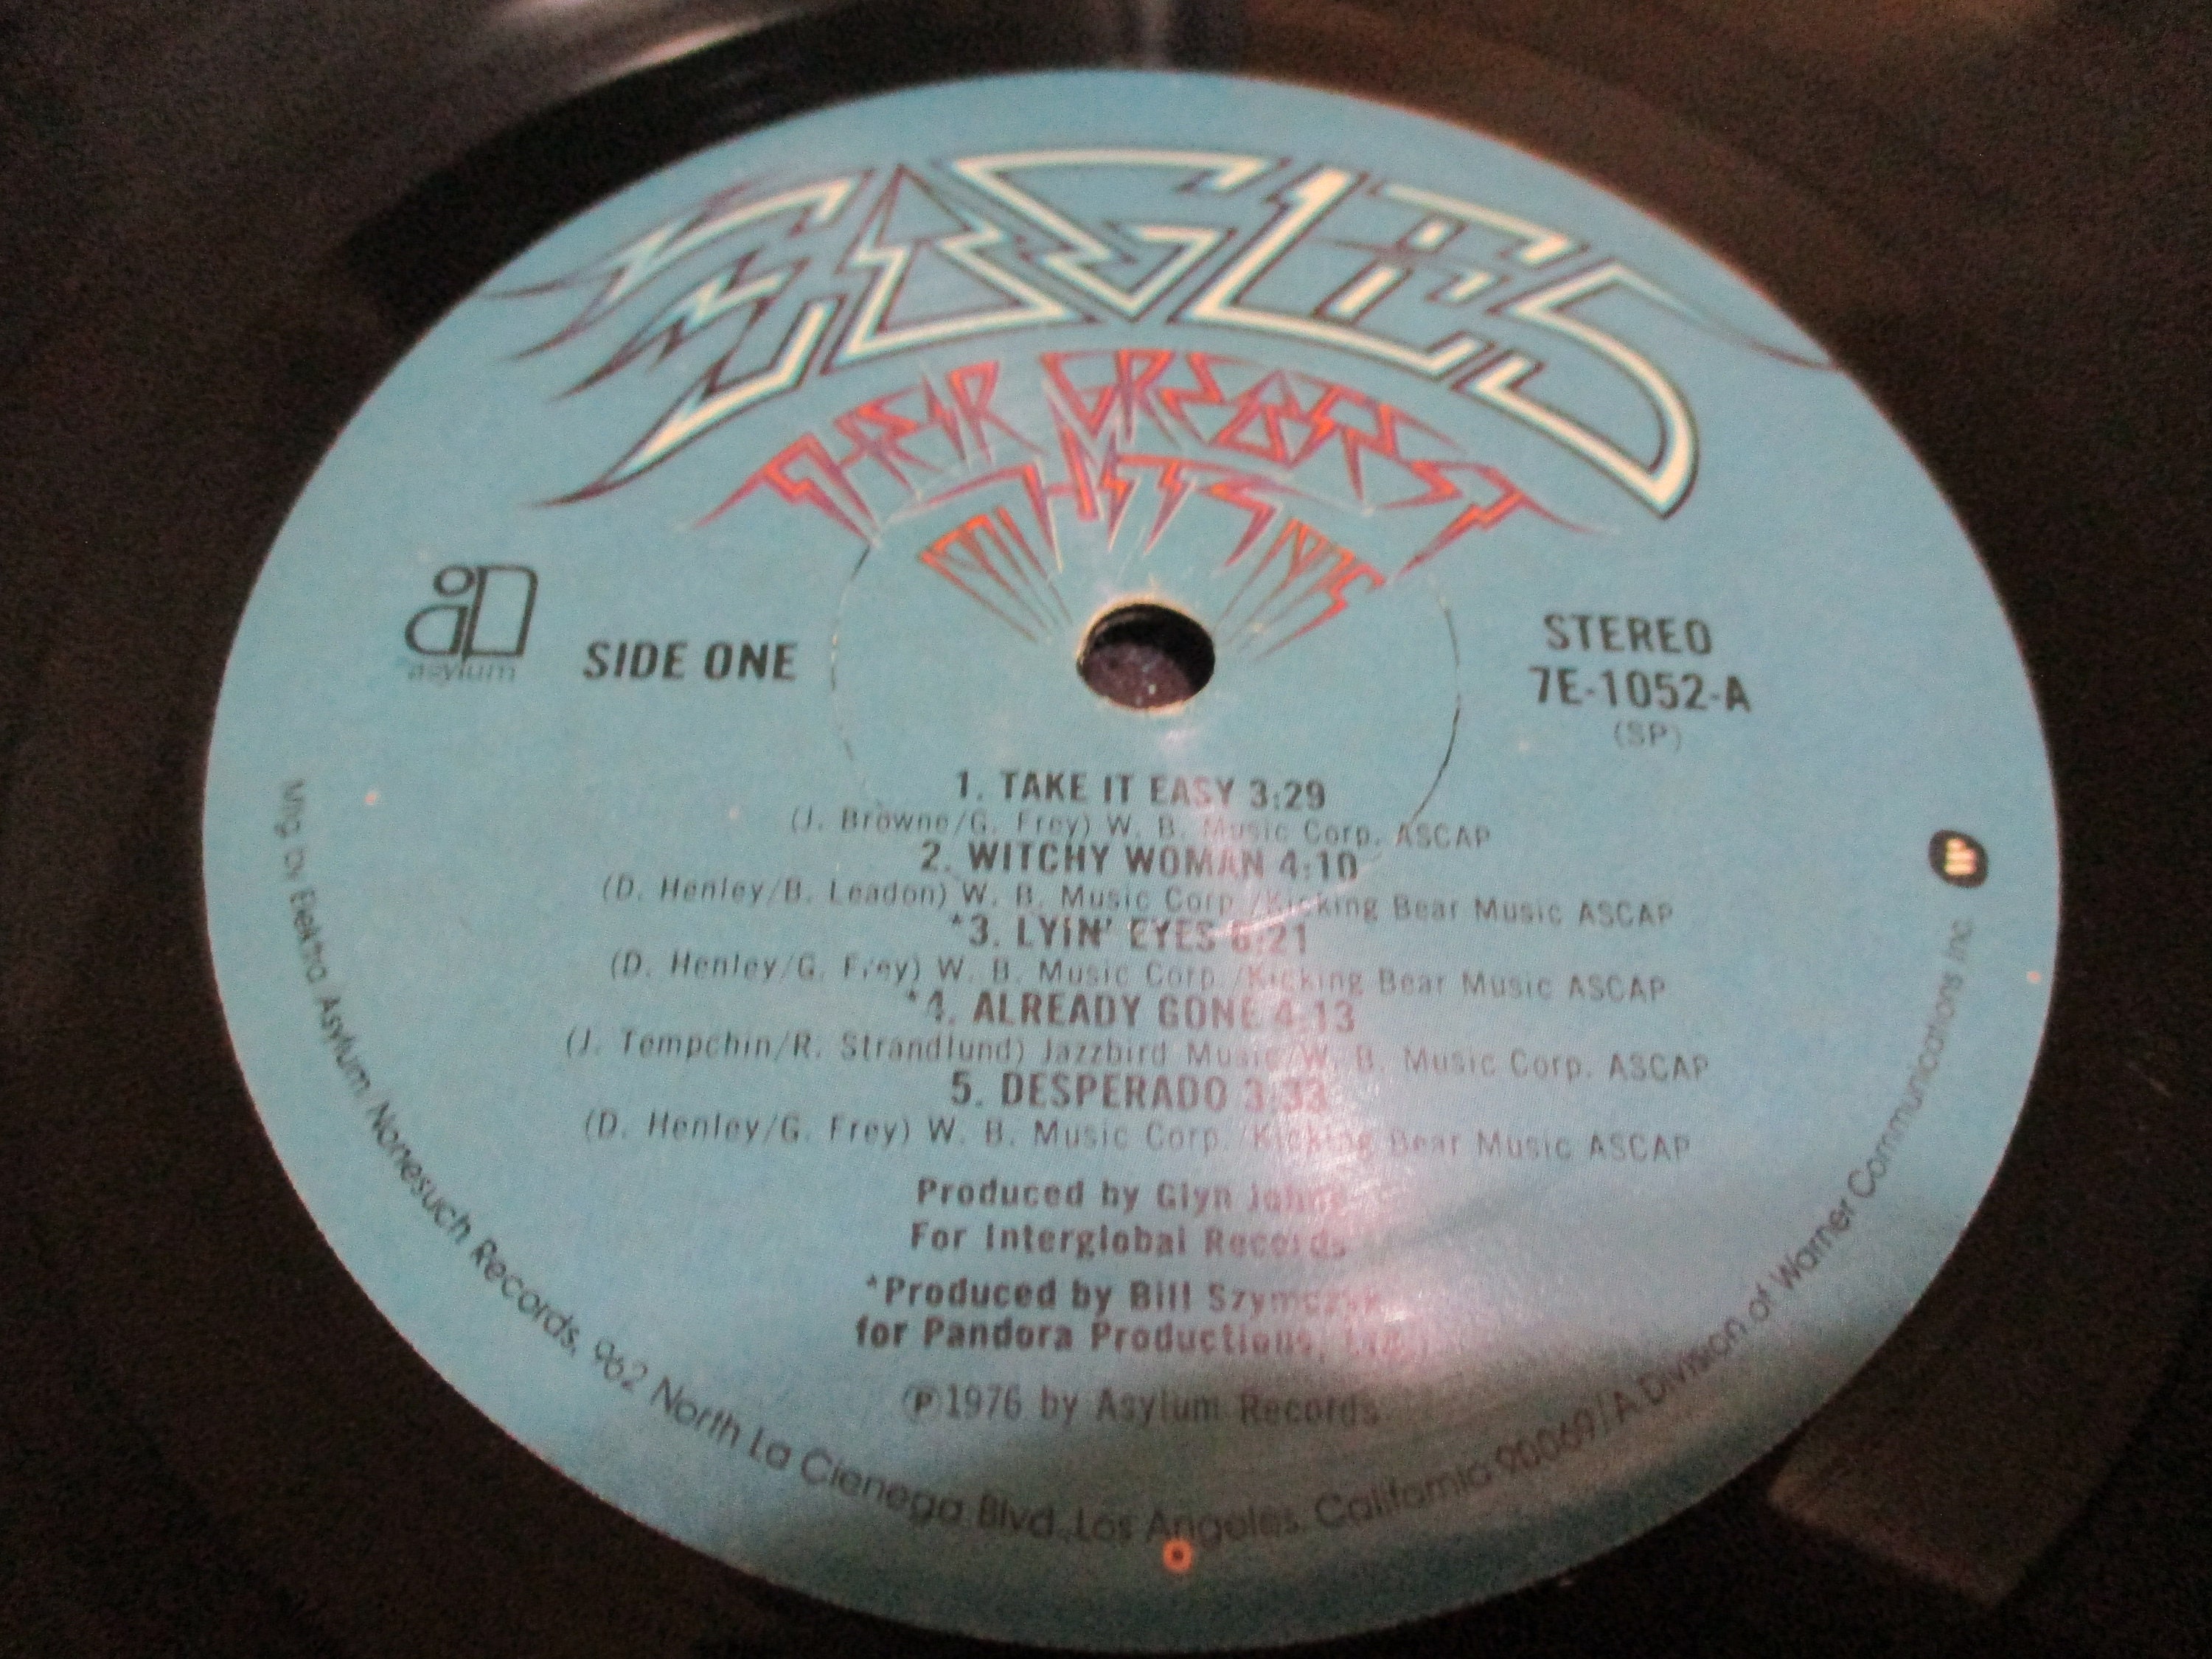 EAGLES
THEIR GREATEST
HITS
1971 1975
asylum
SIDE ONE
STEREO
7E-1052-A
(SP)
1. TAKE IT EASY 3:29
(J. Browne/G. Frey) W. B. Music Corp. ASCAP
2. WITCHY WOMAN 4:10
(D. Henley/B. Leadon) W. B. Music Corp./Kicking Bear Music ASCAP
*3. LYIN' EYES 6:21
(D. Henley/G. Frey) W. B. Music Corp./Kicking Bear Music ASCAP
*4. ALREADY GONE 4:13
(J. Tempchin/R. Strandlund) Jazzbird Music/W. B. Music Corp. ASCAP
5. DESPERADO 3:33
(D. Henley/G. Frey) W. B. Music Corp./Kicking Bear Music ASCAP
Produced by Glyn Johns
For Interglobal Records
*Produced by Bill Szymczyk
for Pandora Productions, Ltd.
℗1976 by Asylum Records
Mfg. by Elektra/Asylum/Nonesuch Records, 962 North La Cienega Blvd., Los Angeles, California 90069/A Division of Warner Communications Inc.